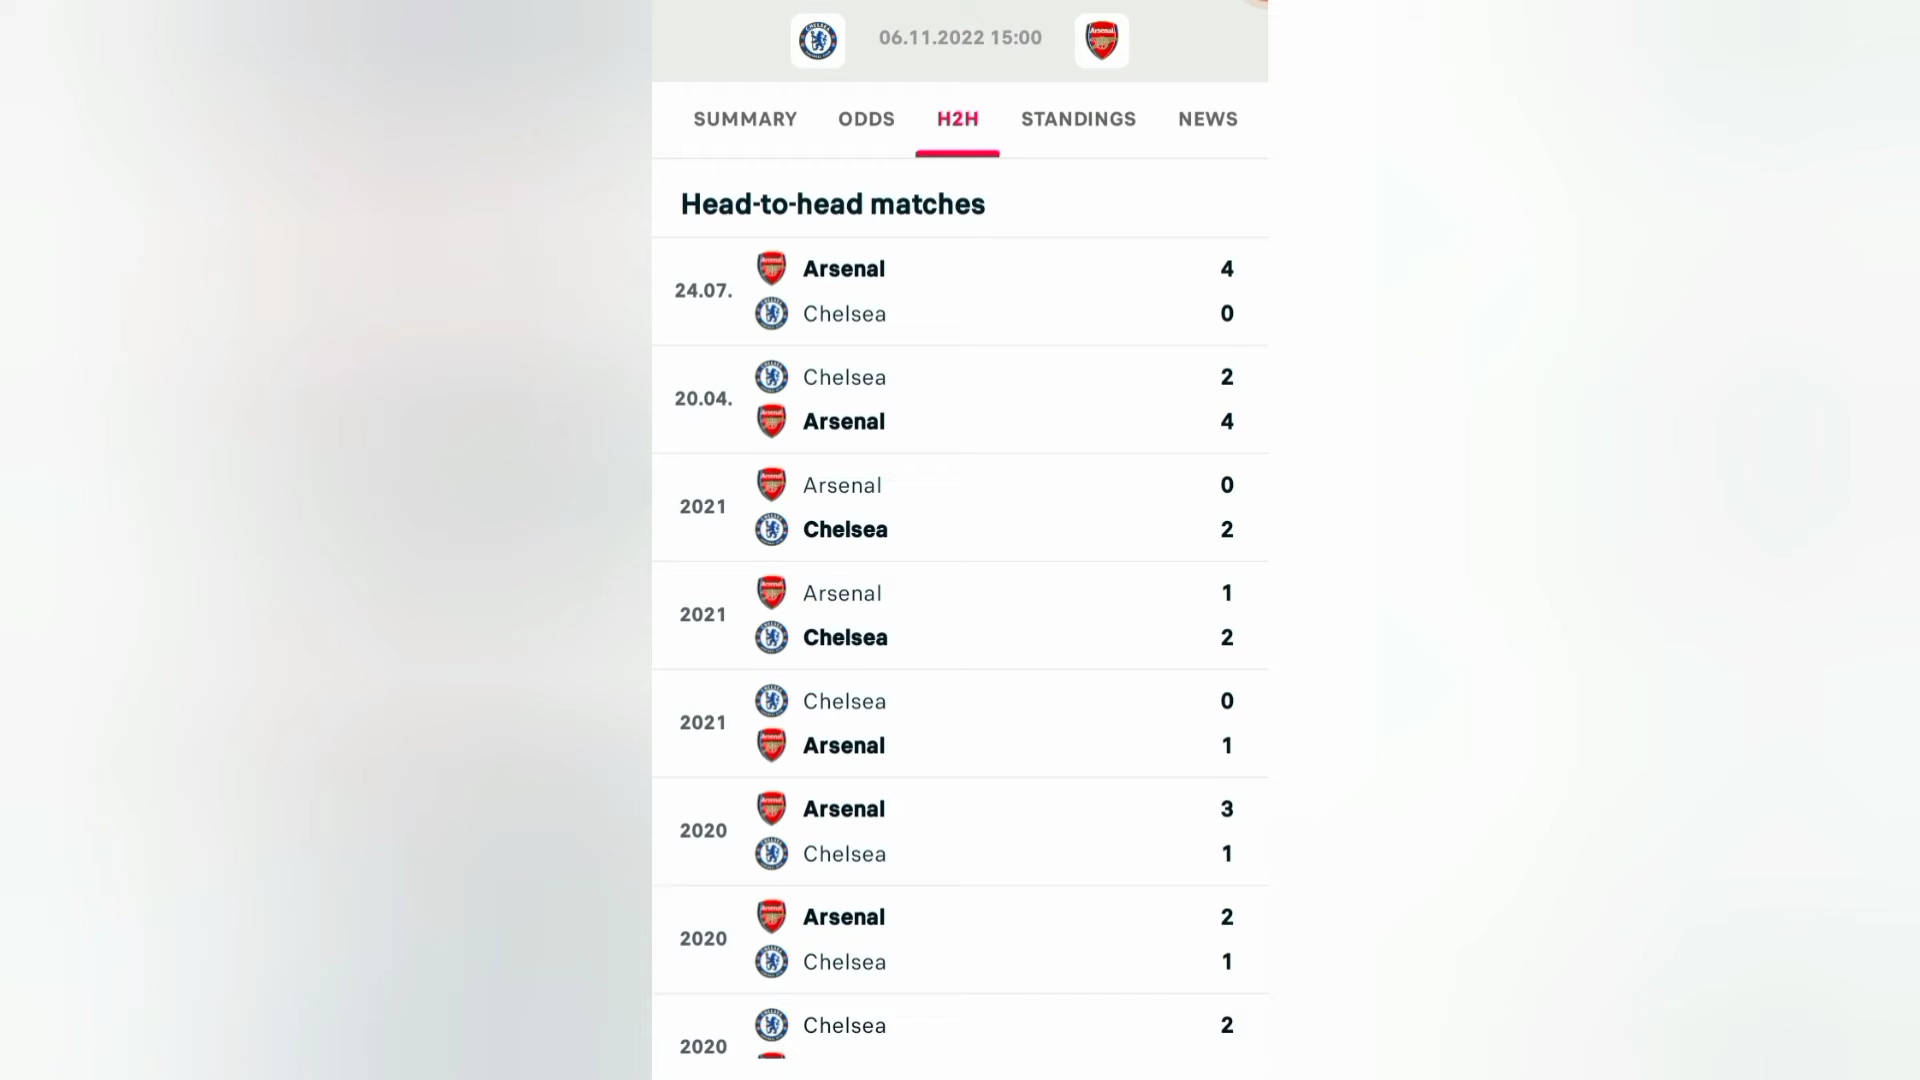 06.11.2022 15:00
SUMMARY ODDS H2H STANDINGS NEWS
Head-to-head matches
24.07.
Arsenal 4
Chelsea 0
20.04.
Chelsea 2
Arsenal 4
2021
Arsenal 0
Chelsea 2
2021
Arsenal 1
Chelsea 2
2021
Chelsea 0
Arsenal 1
2020
Arsenal 3
Chelsea 1
2020
Arsenal 2
Chelsea 1
2020
Chelsea 2